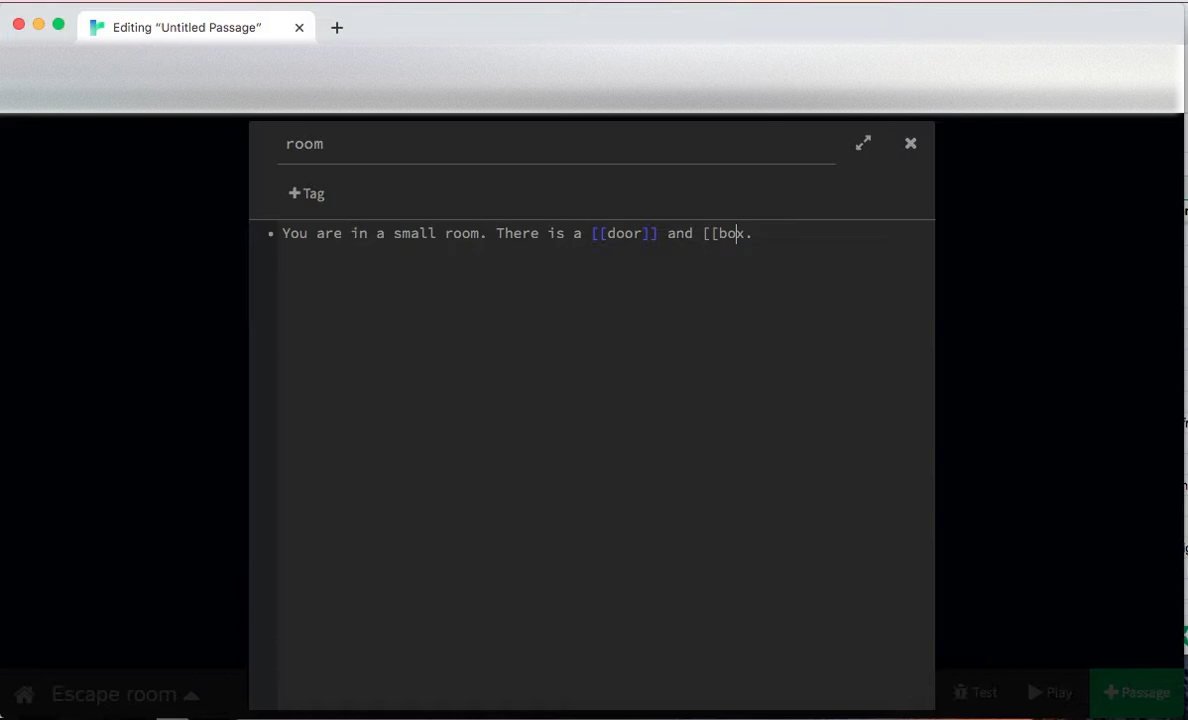 Editing “Untitled Passage”
room
Tag
You are in a small room. There is a [[door]] and [[box.
Escape room
Test
Play
Passage